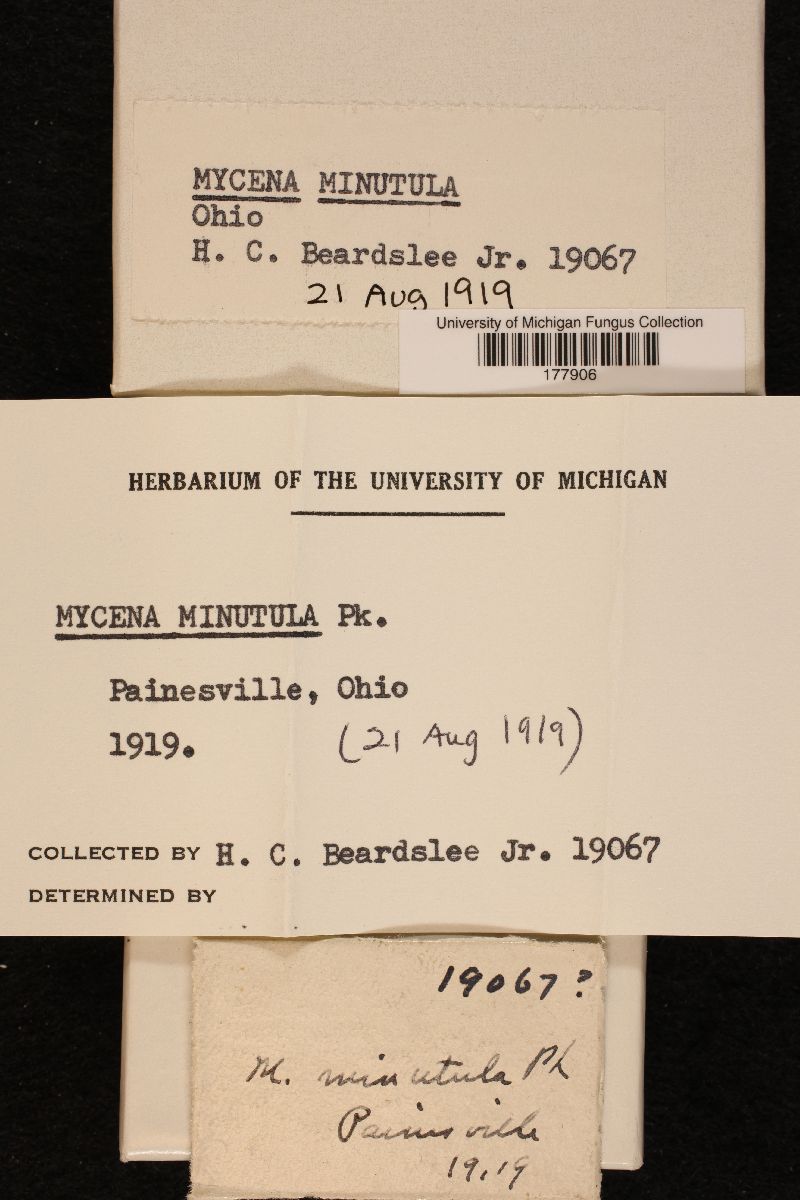 MYCENA MINUTULA
Ohio
H. C. Beardslee Jr. 19067
21 Aug 1919
University of Michigan Fungus Collection
177906
HERBARIUM OF THE UNIVERSITY OF MICHIGAN
MYCENA MINUTULA Pk.
Painesville, Ohio
1919. (21 Aug 1919)
COLLECTED BY H. C. Beardslee Jr. 19067
DETERMINED BY
19067?
M. minutula Pk
Painesville
19,19